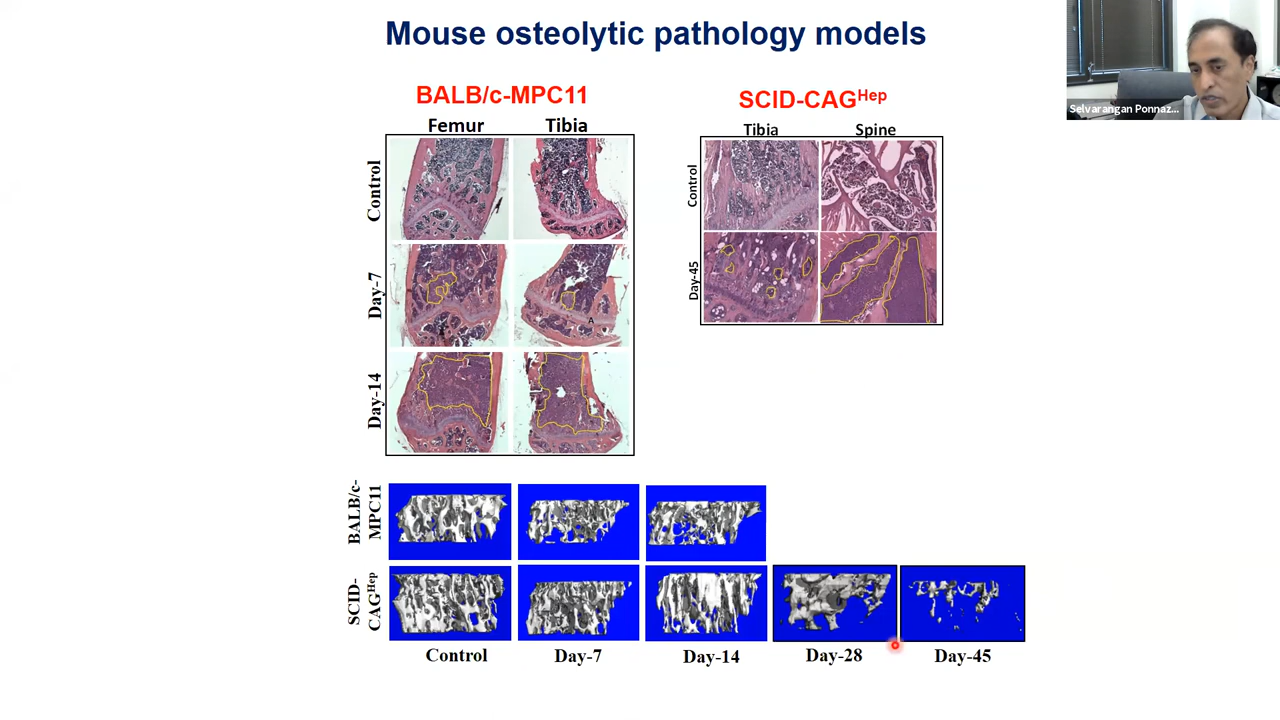 Mouse osteolytic pathology models
Selvarangan Ponnaz...
BALB/c-MPC11
Femur Tibia
Control
Day-7
Day-14
A
SCID-CAGHep
Tibia Spine
Control
Day-45
BALB/c-
MPC11
SCID-
CAGHep
Control Day-7 Day-14 Day-28 Day-45